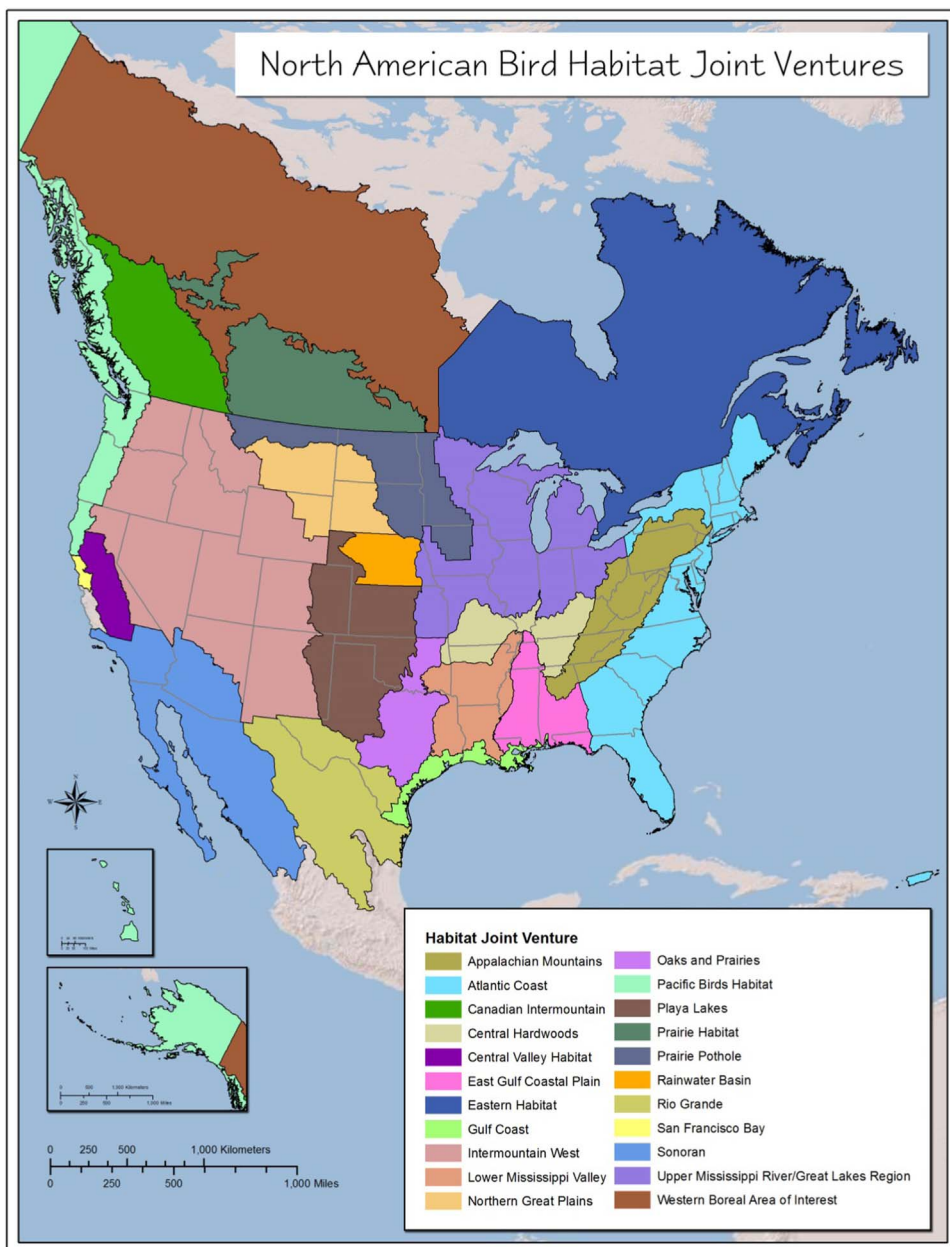 North American Bird Habitat Joint Ventures
N
W
E
S
Habitat Joint Venture
Appalachian Mountains
Atlantic Coast
Canadian Intermountain
Central Hardwoods
Central Valley Habitat
East Gulf Coastal Plain
Eastern Habitat
Gulf Coast
Intermountain West
Lower Mississippi Valley
Northern Great Plains
Oaks and Prairies
Pacific Birds Habitat
Playa Lakes
Prairie Habitat
Prairie Pothole
Rainwater Basin
Rio Grande
San Francisco Bay
Sonoran
Upper Mississippi River/Great Lakes Region
Western Boreal Area of Interest
0 500 1,000 Kilometers
0 250 500 1,000 Miles
0 250 500 1,000 Kilometers
0 250 500 1,000 Miles